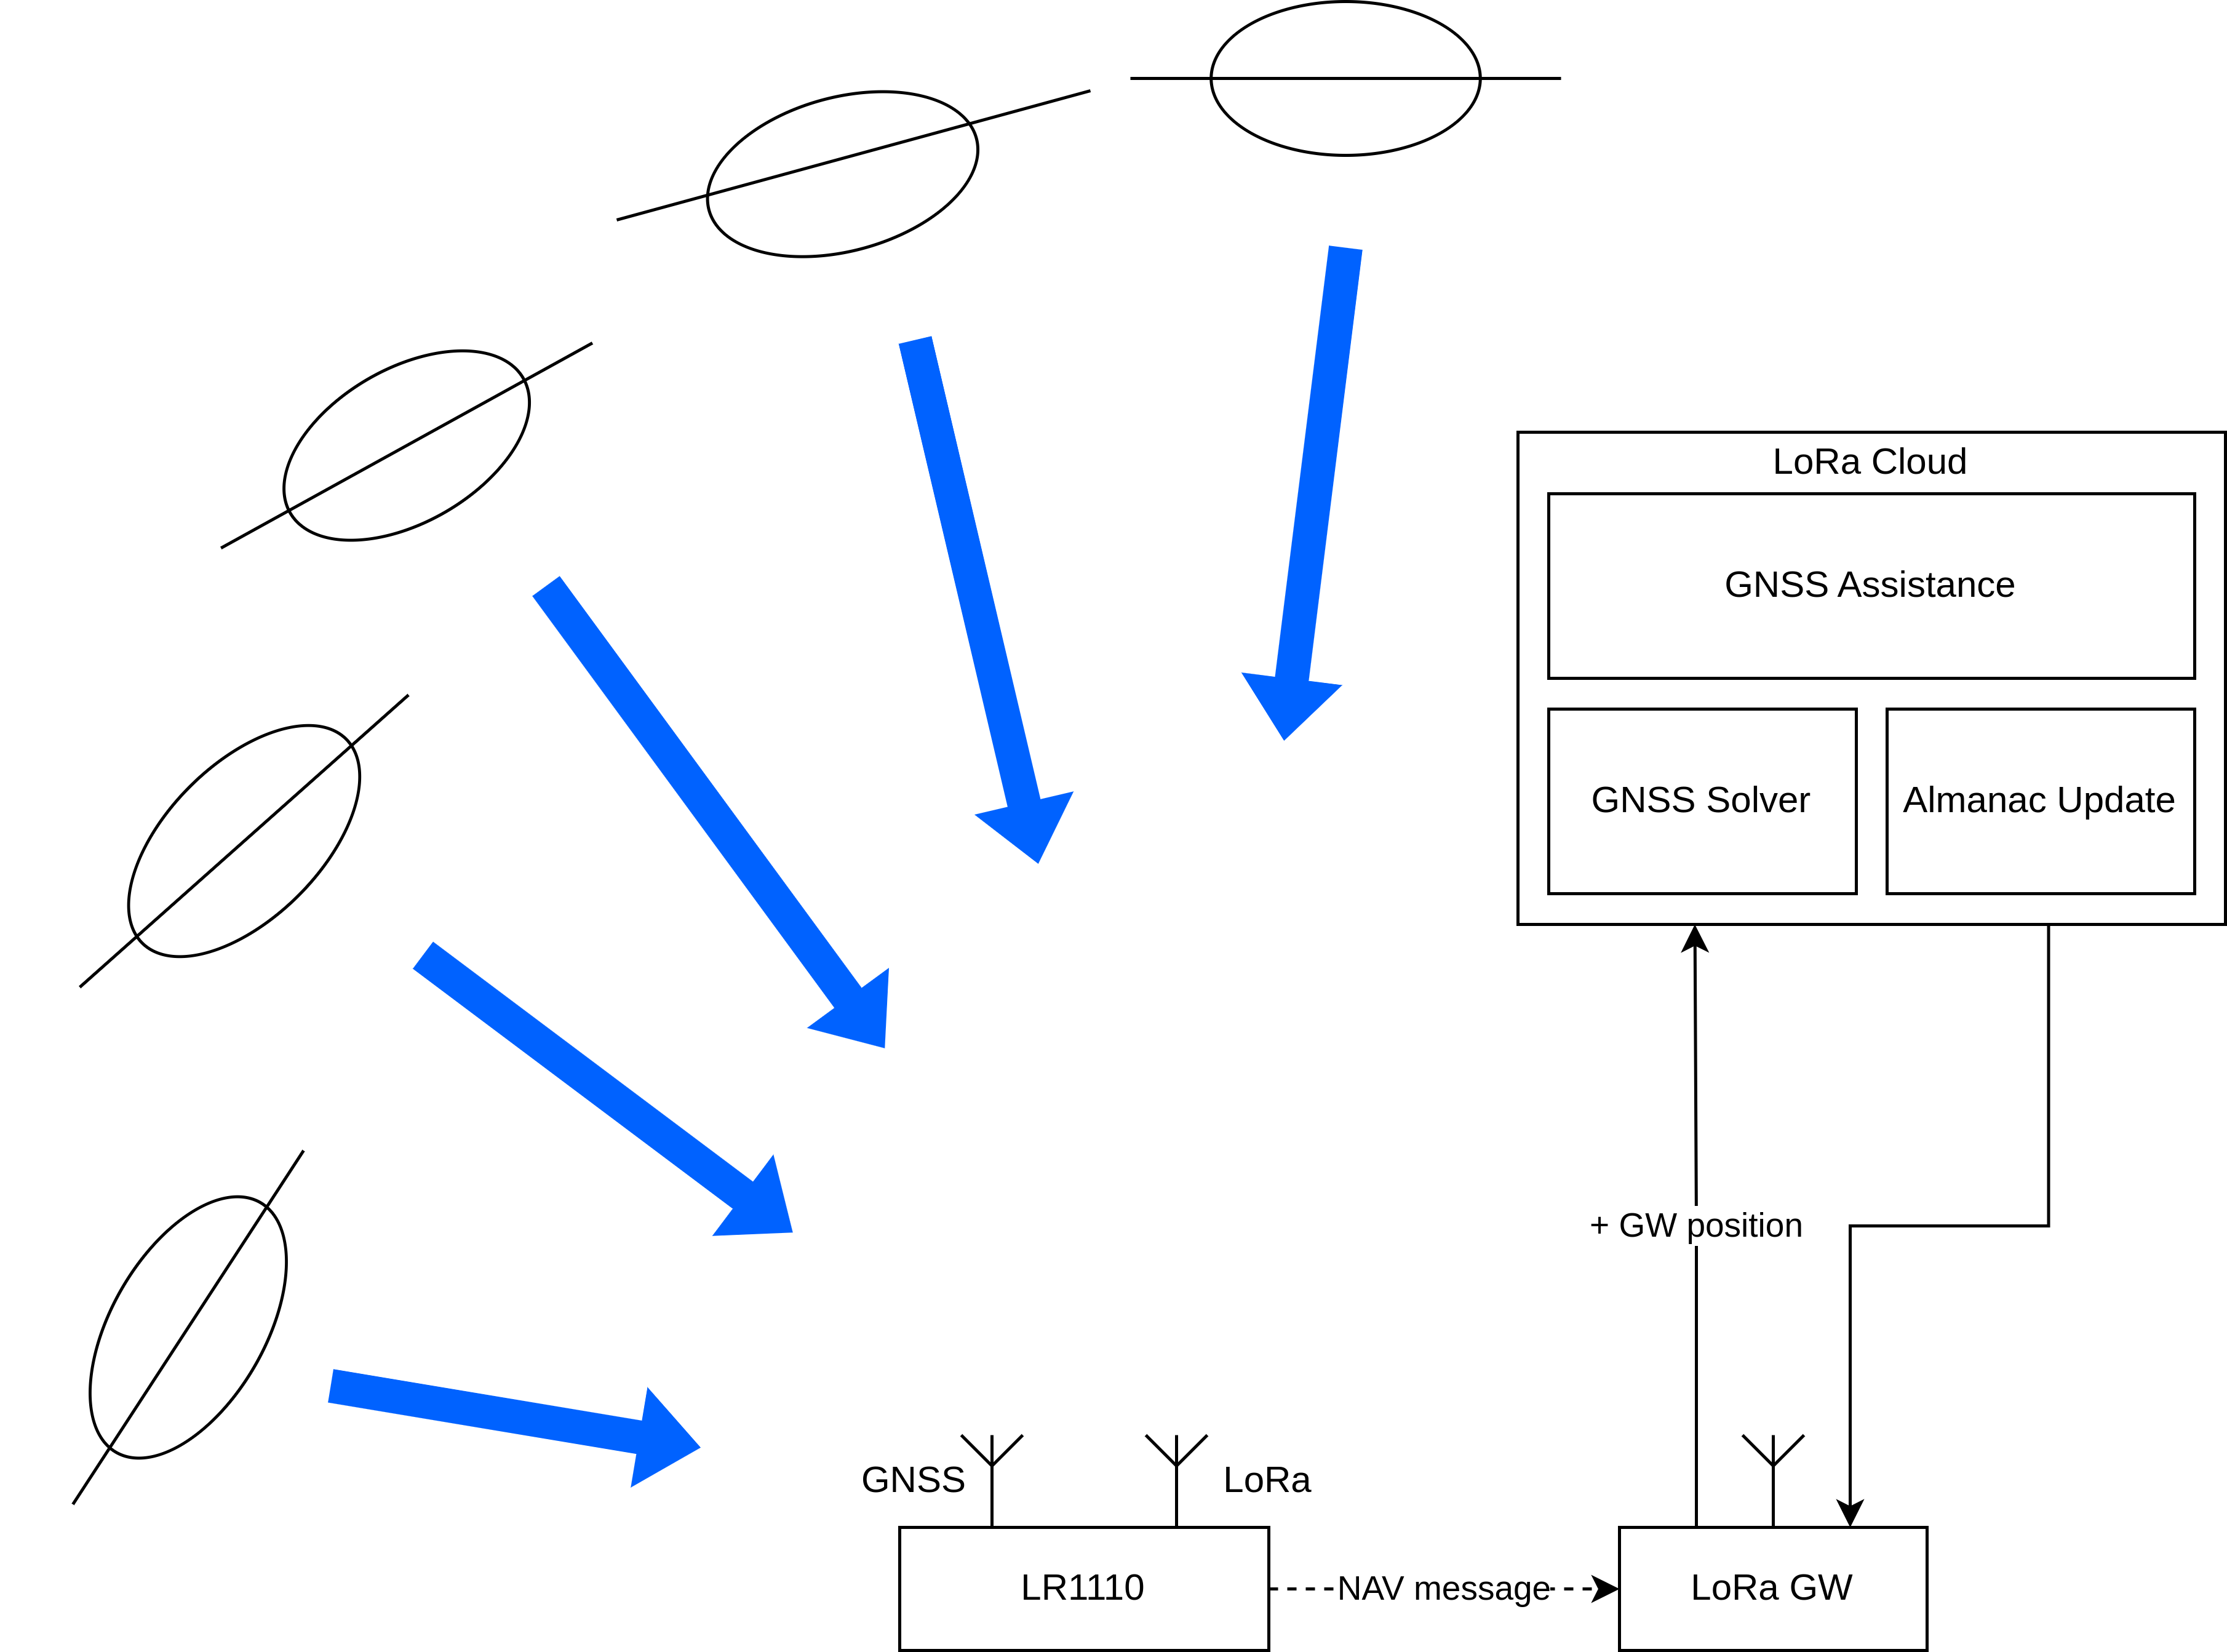 LoRa Cloud
GNSS Assistance
GNSS Solver
Almanac Update
+ GW position
GNSS
LoRa
LR1110
NAV message
LoRa GW